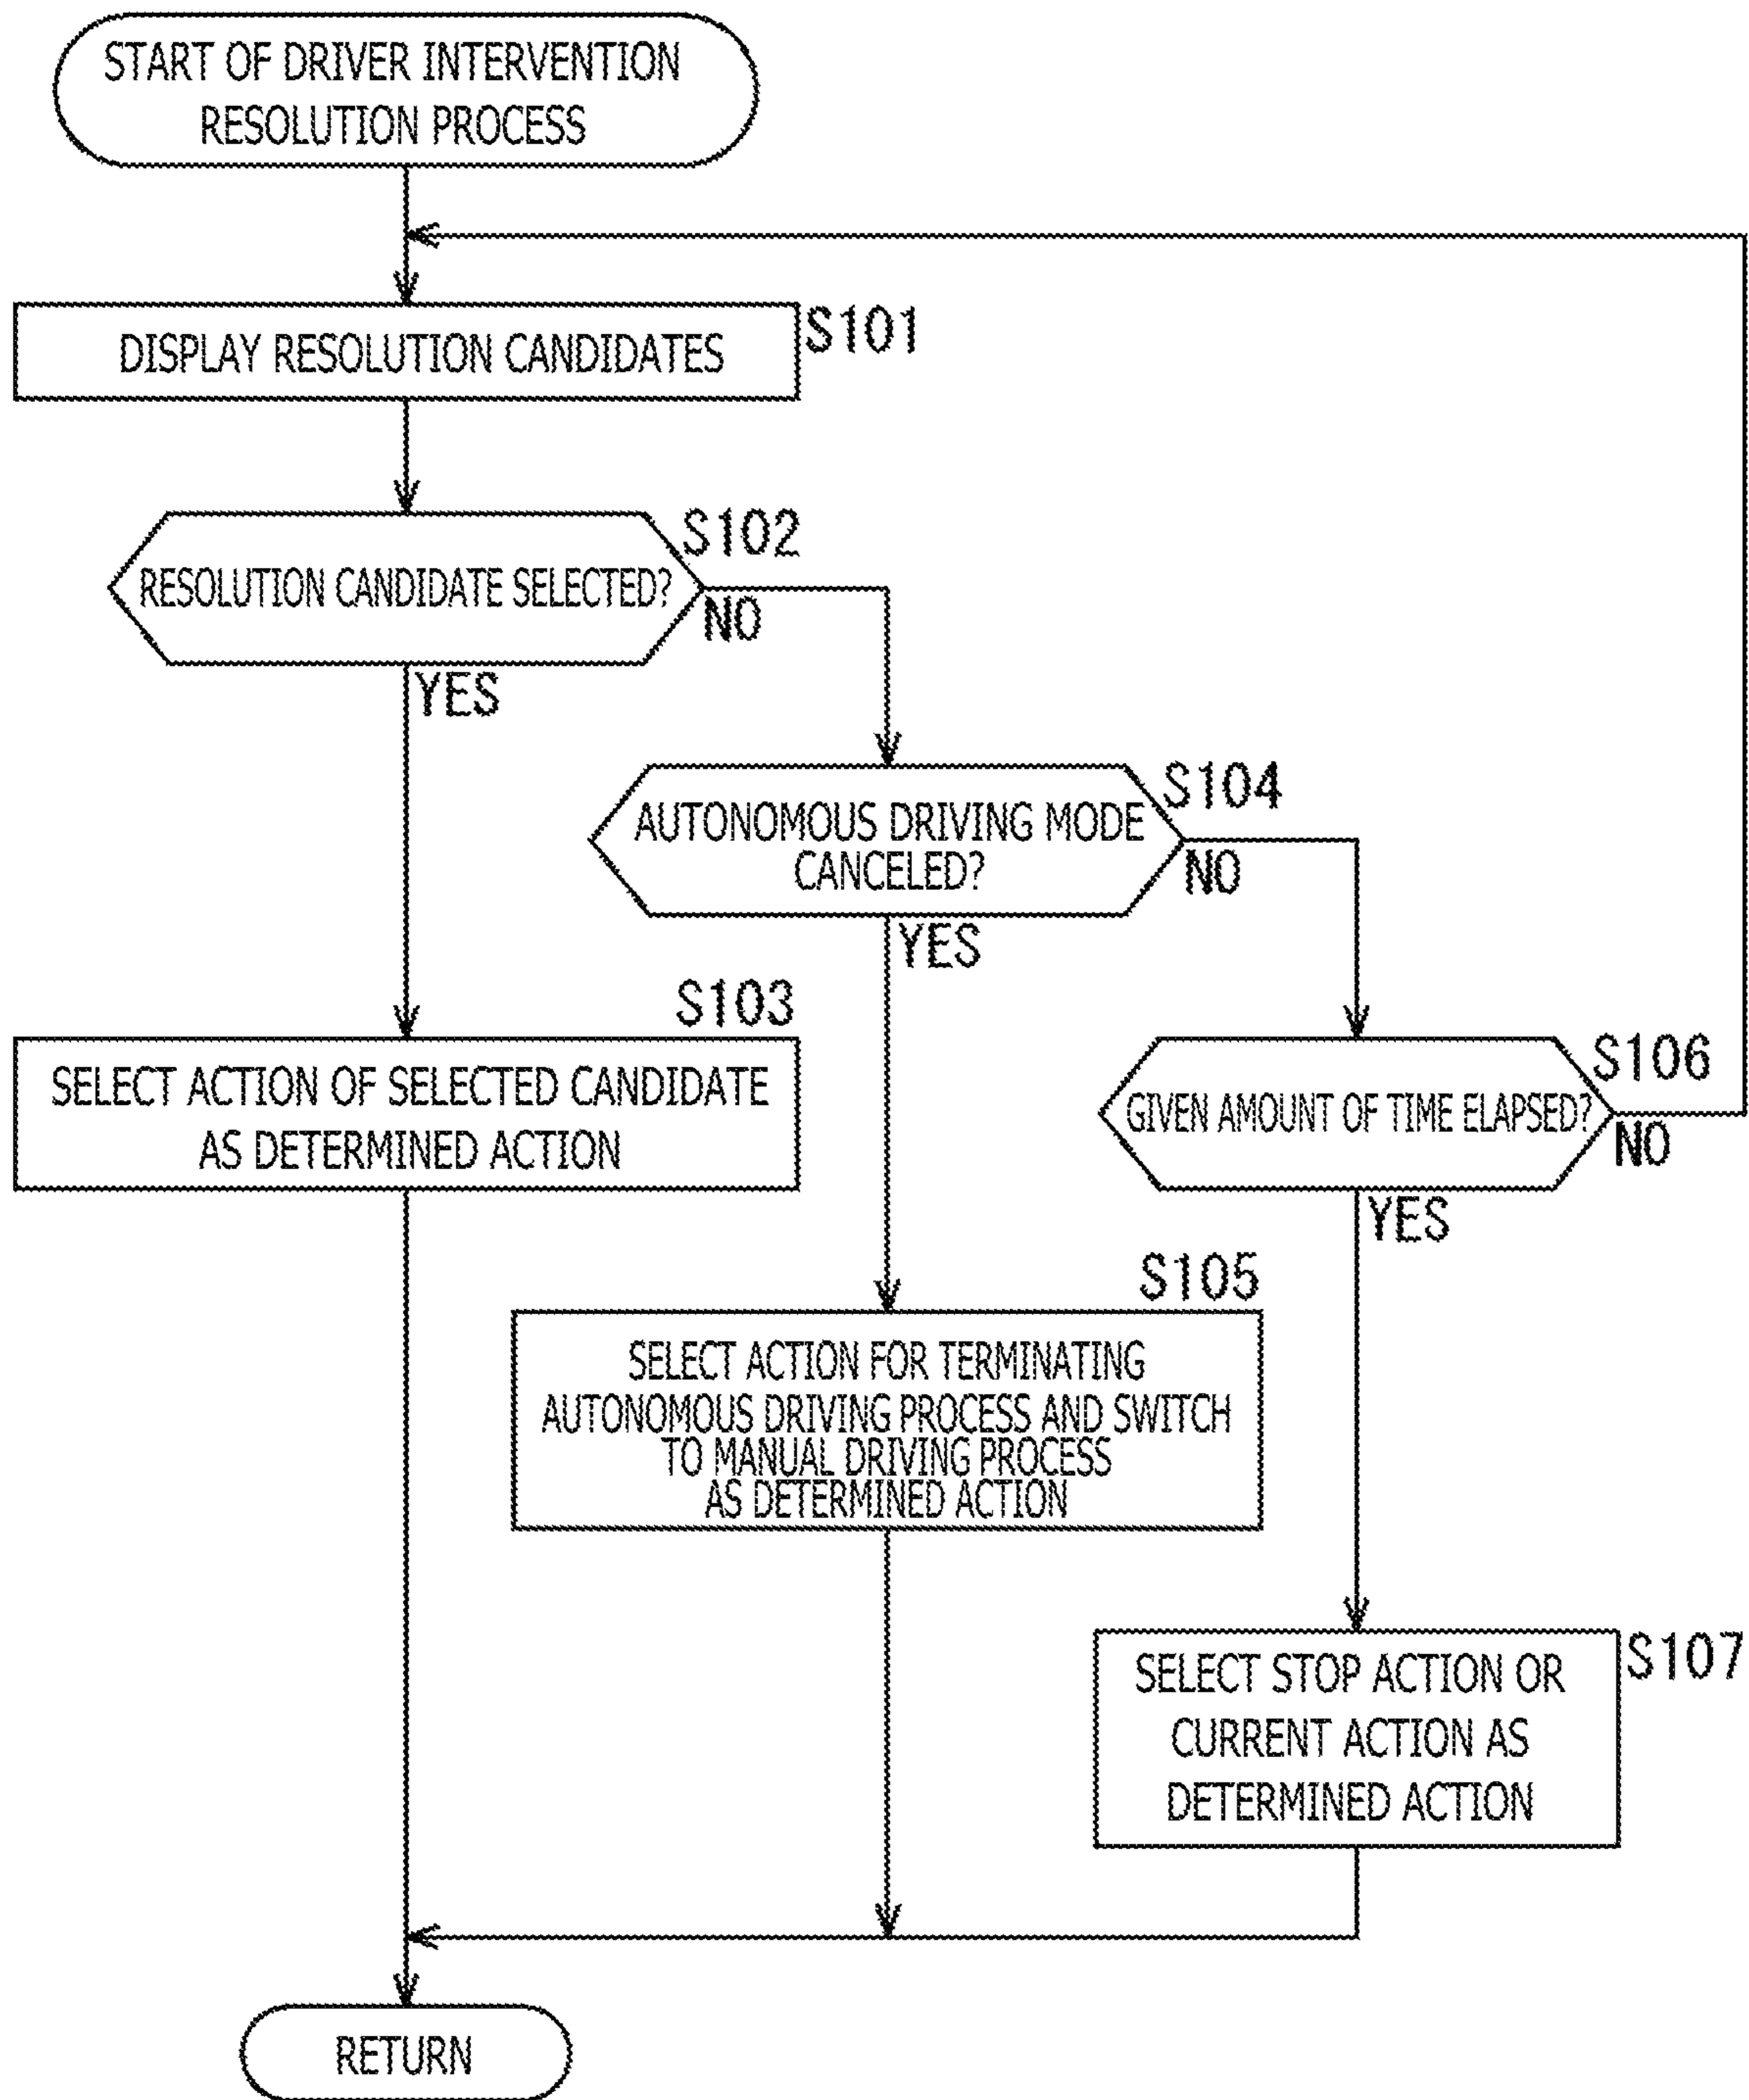 START OF DRIVER INTERVENTION
RESOLUTION PROCESS
DISPLAY RESOLUTION CANDIDATES
S101
RESOLUTION CANDIDATE SELECTED?
S102
NO
YES
AUTONOMOUS DRIVING MODE
CANCELED?
S104
NO
YES
S103
SELECT ACTION OF SELECTED CANDIDATE
AS DETERMINED ACTION
GIVEN AMOUNT OF TIME ELAPSED?
S106
NO
YES
S105
SELECT ACTION FOR TERMINATING
AUTONOMOUS DRIVING PROCESS AND SWITCH
TO MANUAL DRIVING PROCESS
AS DETERMINED ACTION
SELECT STOP ACTION OR
CURRENT ACTION AS
DETERMINED ACTION
S107
RETURN